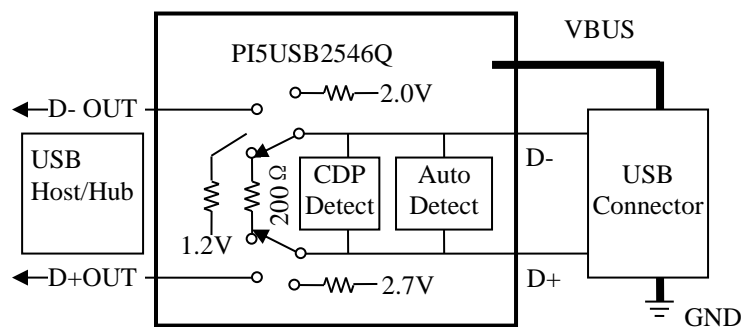 VBUS
PI5USB2546Q
2.0V
D- OUT
USB
Host/Hub
200Ω
CDP
Detect
Auto
Detect
D-
USB
Connector
1.2V
D+OUT
2.7V
D+
GND